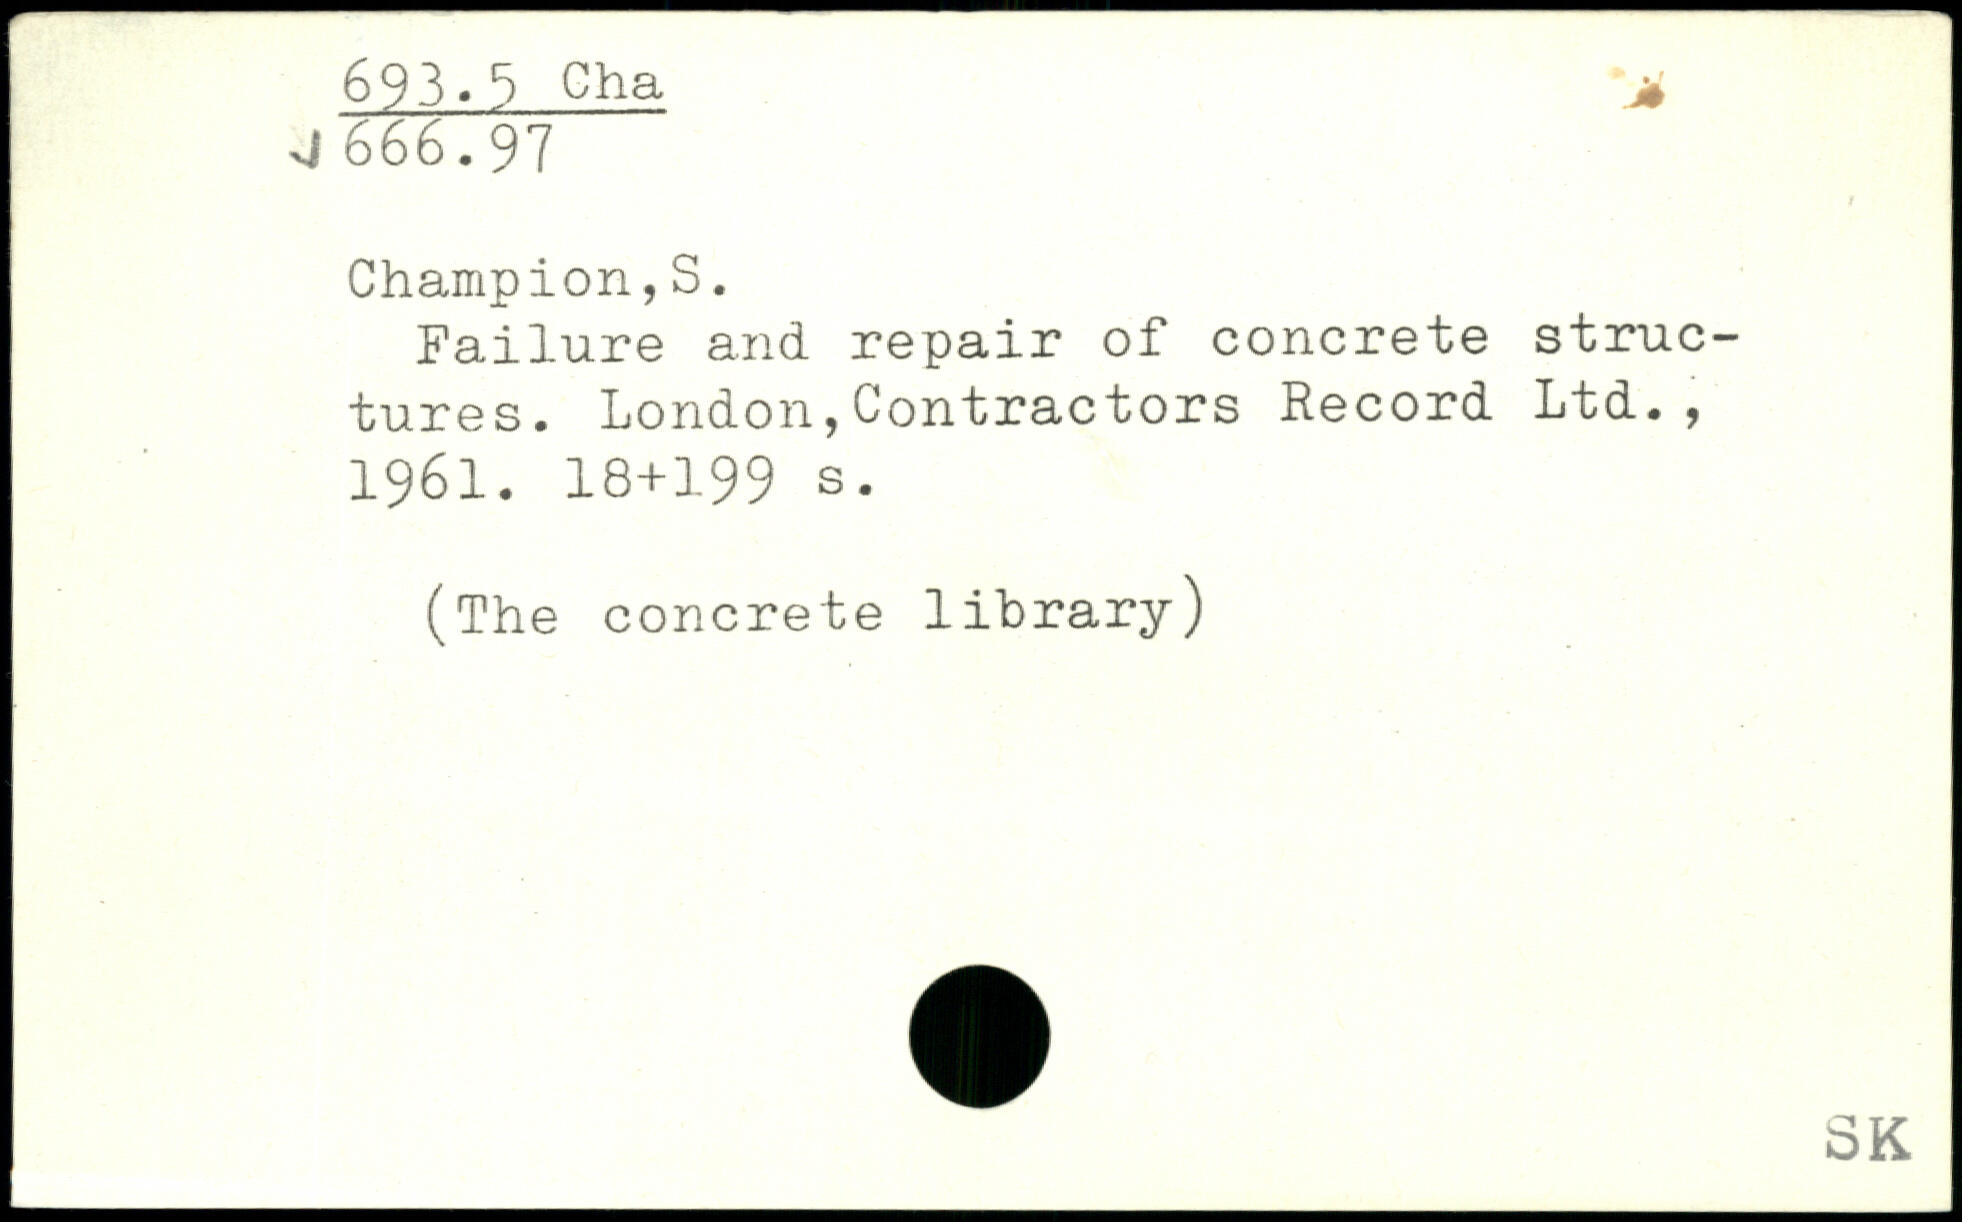 693.5 Cha
666.97
Champion,S.
Failure and repair of concrete struc-
tures. London,Contractors Record Ltd.,
1961. 18+199 s.
(The concrete library)
SK